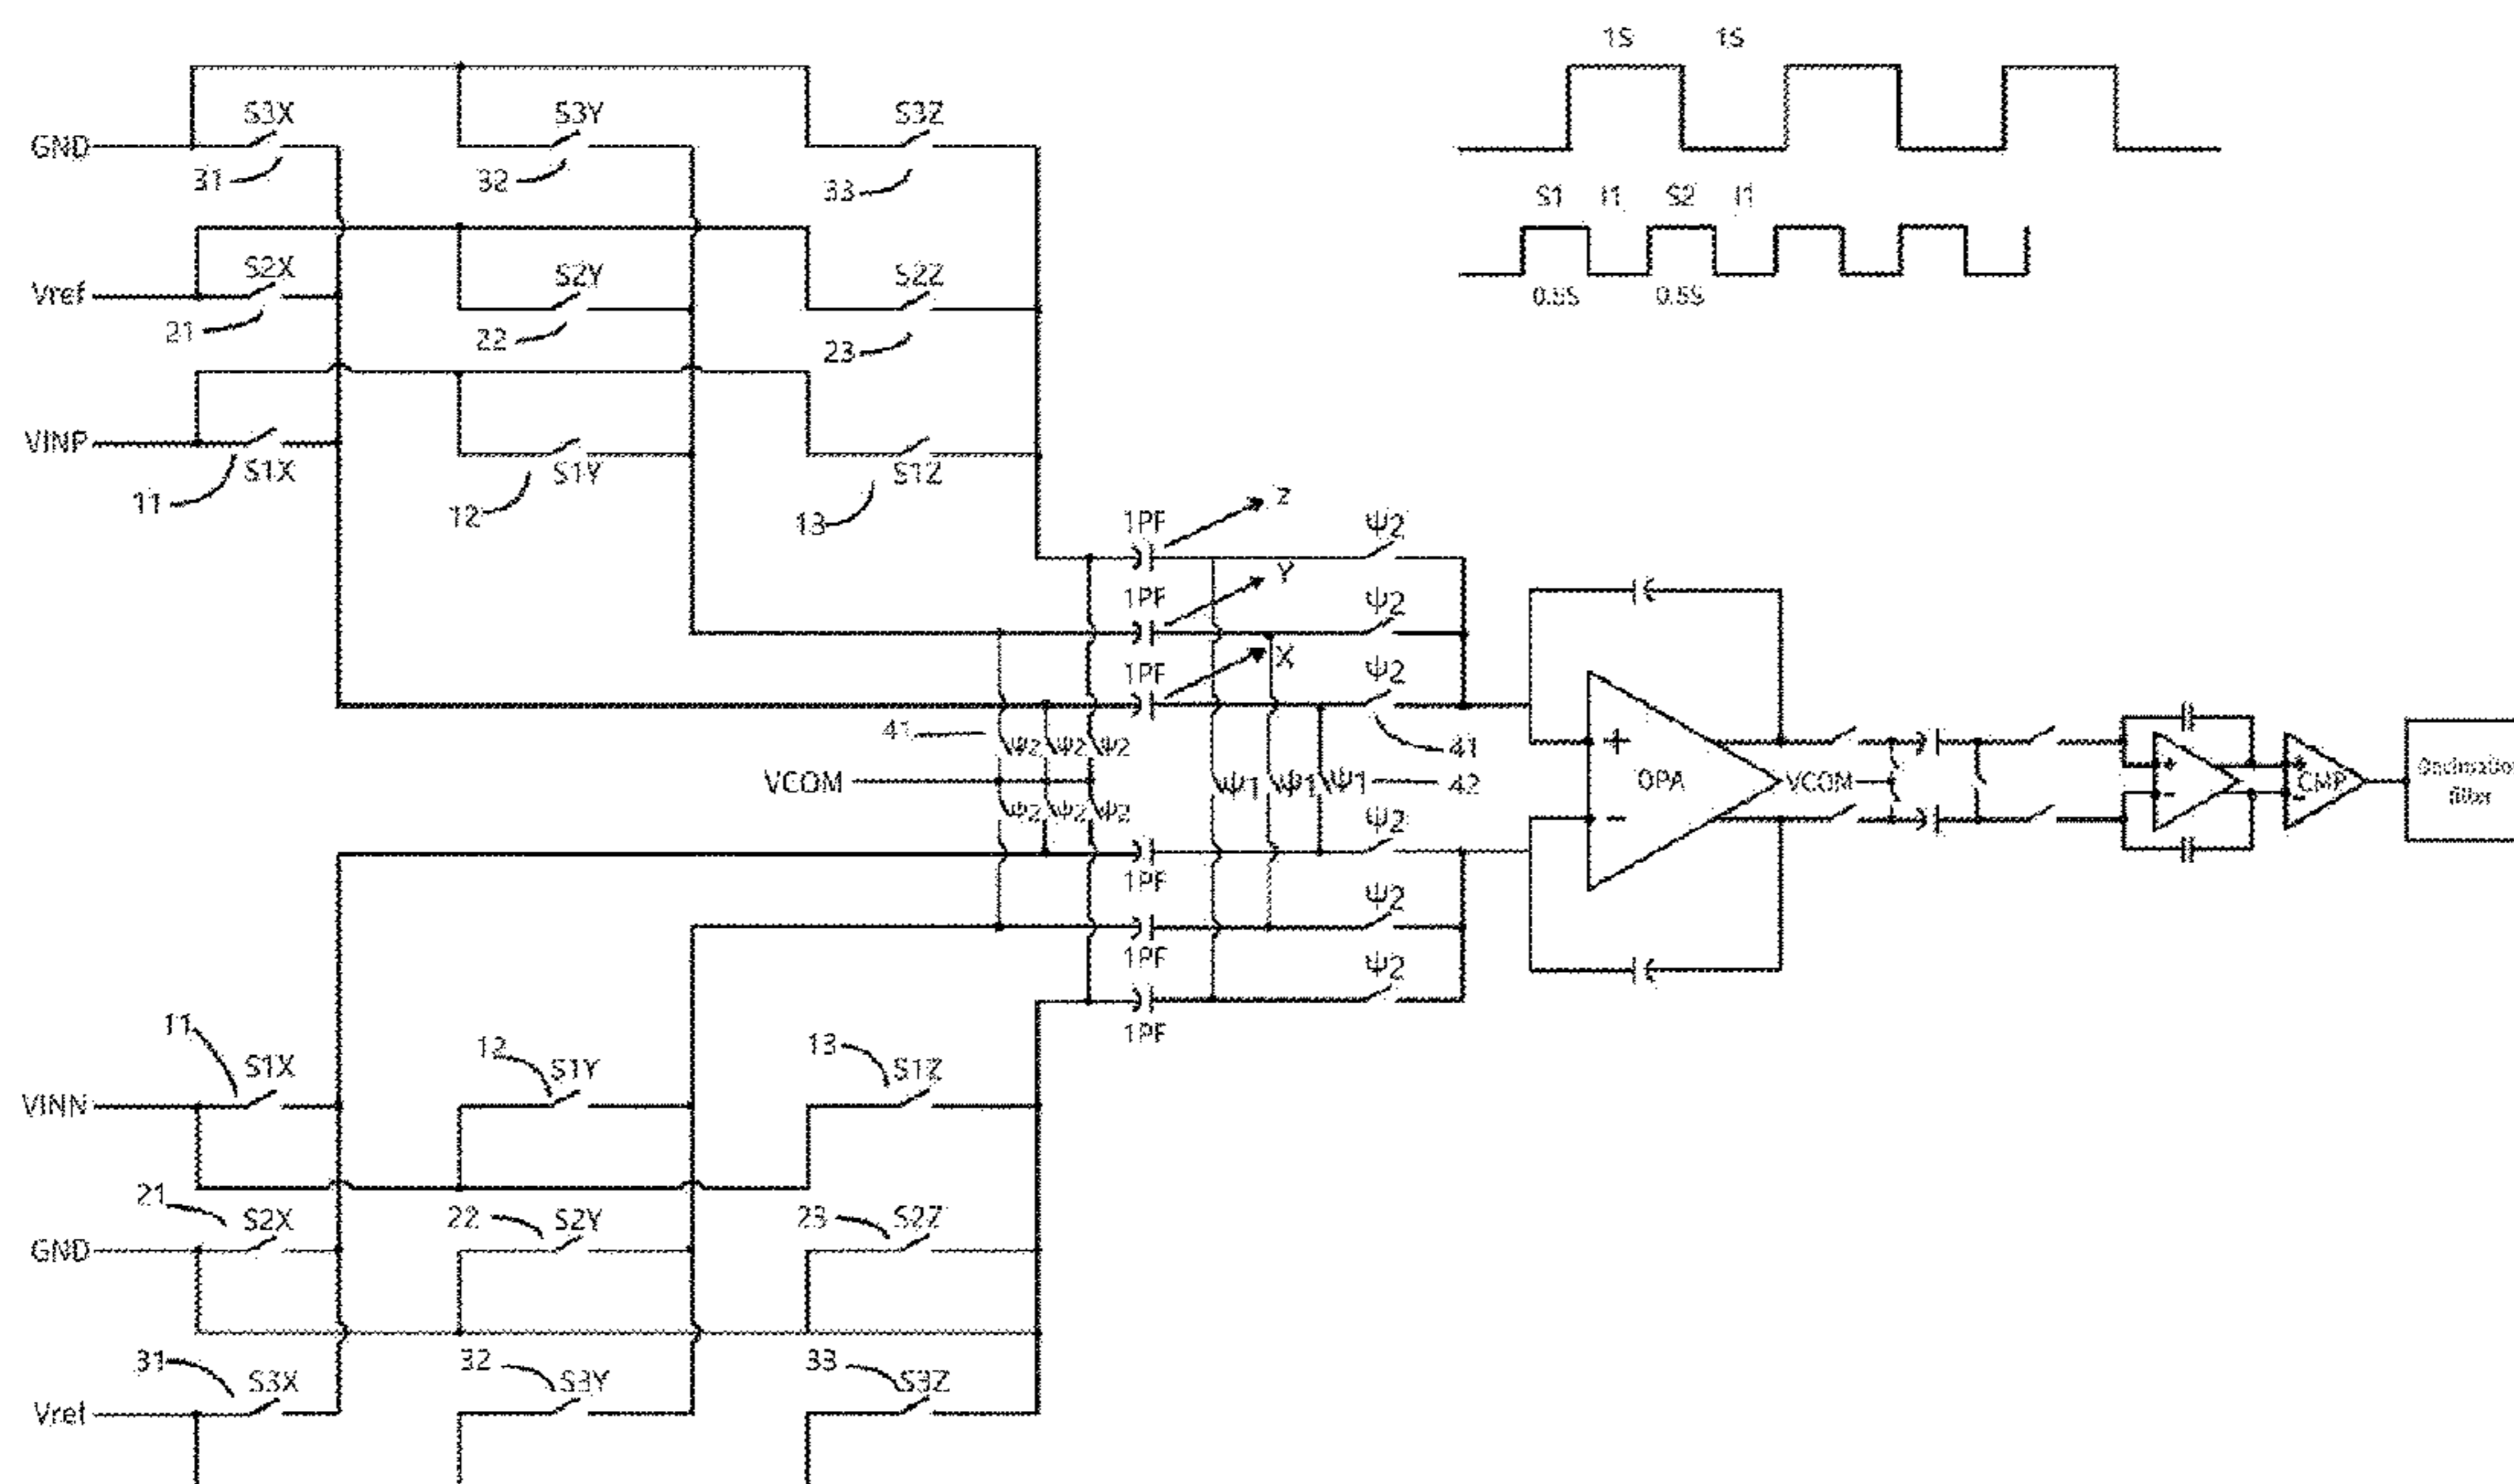 1S 1S
S3X S3Y S3Z
GND
31 32 33
S1 I1 S2 I1
S2X S2Y S2Z
Vref
0.5S 0.5S
21 22 23
VINP
S1X S1Y S1Z
11 12 13
Z
1PF Ψ2
Y
1PF Ψ2
X
1PF Ψ2
41 Ψ2 Ψ2 Ψ2 41
VCOM Ψ1 Ψ1 Ψ1 42 OPA VCOM CMP
+ - + - + -
filter
Ψ2 Ψ2 Ψ2 Ψ2
1PF Ψ2
1PF Ψ2
1PF
11 12 13
S1X S1Y S1Z
VINN
21 22 23
S2X S2Y S2Z
GND
31 32 33
S3X S3Y S3Z
Vref